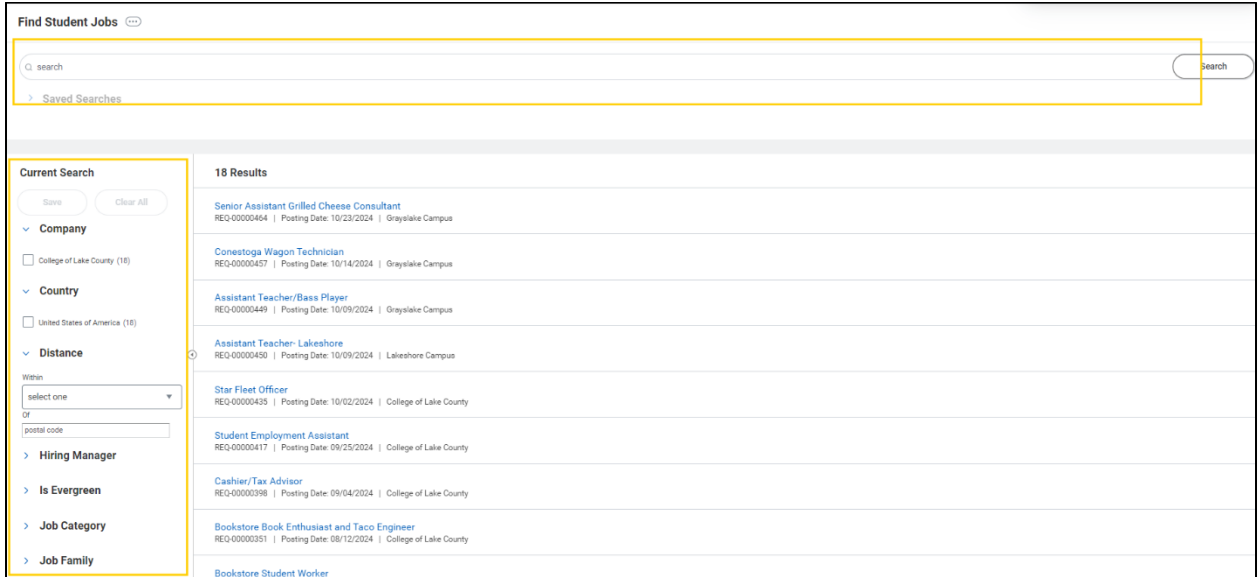 Find Student Jobs
search
Search
Saved Searches
Current Search
Save Clear All
Company
College of Lake County (18)
Country
United States of America (18)
Distance
Within
select one
Of
postal code
Hiring Manager
Is Evergreen
Job Category
Job Family
18 Results
Senior Assistant Grilled Cheese Consultant
REQ-00000464 | Posting Date: 10/23/2024 | Grayslake Campus
Conestoga Wagon Technician
REQ-00000457 | Posting Date: 10/14/2024 | Grayslake Campus
Assistant Teacher/Bass Player
REQ-00000449 | Posting Date: 10/09/2024 | Grayslake Campus
Assistant Teacher- Lakeshore
REQ-00000450 | Posting Date: 10/09/2024 | Lakeshore Campus
Star Fleet Officer
REQ-00000435 | Posting Date: 10/02/2024 | College of Lake County
Student Employment Assistant
REQ-00000417 | Posting Date: 09/25/2024 | College of Lake County
Cashier/Tax Advisor
REQ-00000398 | Posting Date: 09/04/2024 | College of Lake County
Bookstore Book Enthusiast and Taco Engineer
REQ-00000351 | Posting Date: 08/12/2024 | College of Lake County
Bookstore Student Worker